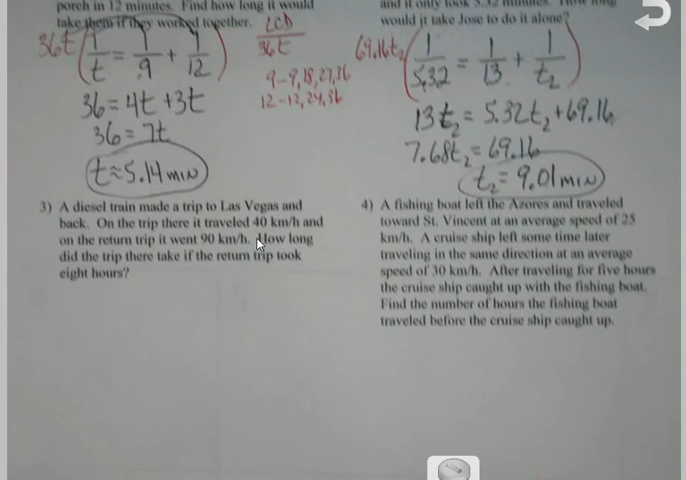 porch in 12 minutes. Find how long it would
take them if they worked together.
LCD
36t
36t ( 1/t = 1/9 + 1/12 )
9-9,18,27,36
12-12,24,36
36 = 4t + 3t
36 = 7t
t ≈ 5.14 MIN
and it only took 5.32 minutes. How long
would it take Jose to do it alone?
69.16t₂ ( 1/5.32 = 1/13 + 1/t₂ )
13t₂ = 5.32t₂ + 69.16
7.68t₂ = 69.16
t₂ = 9.01 MIN
3) A diesel train made a trip to Las Vegas and
back. On the trip there it traveled 40 km/h and
on the return trip it went 90 km/h. How long
did the trip there take if the return trip took
eight hours?
4) A fishing boat left the Azores and traveled
toward St. Vincent at an average speed of 25
km/h. A cruise ship left some time later
traveling in the same direction at an average
speed of 30 km/h. After traveling for five hours
the cruise ship caught up with the fishing boat.
Find the number of hours the fishing boat
traveled before the cruise ship caught up.